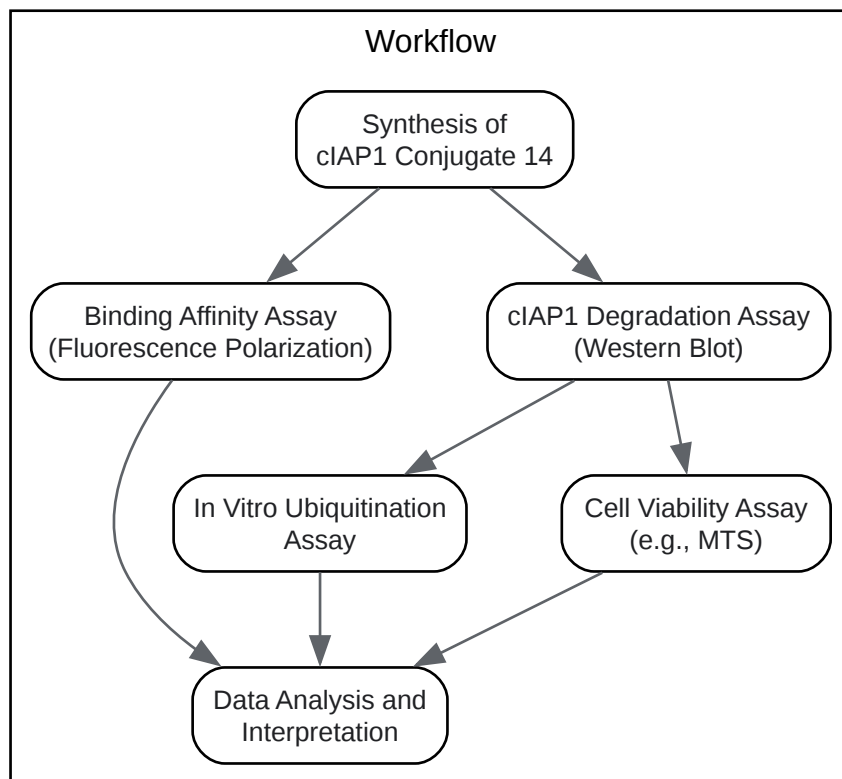 Workflow
Synthesis of
cIAP1 Conjugate 14
Binding Affinity Assay
(Fluorescence Polarization)
cIAP1 Degradation Assay
(Western Blot)
In Vitro Ubiquitination
Assay
Cell Viability Assay
(e.g., MTS)
Data Analysis and
Interpretation